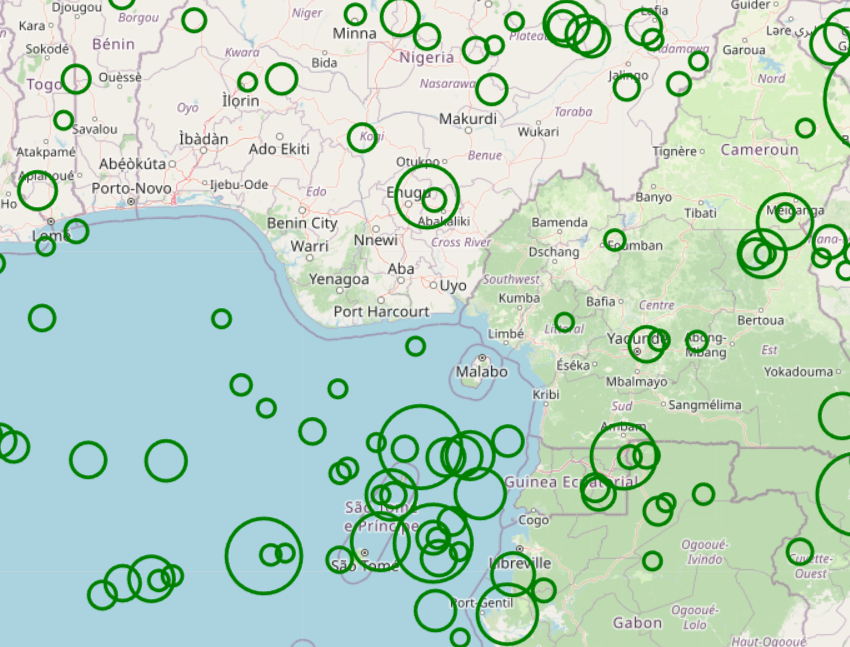 Djougou
Niger
Lafia
Guider
Kara
Borgou
Minna
Plateau
Adamawa
Garoua
Sokodé
Bénin
Kwara
Bida
Nigeria
Nord
Togo
Ouèssè
Ìlọrin
Nasarawa
Jalingo
Oyo
Taraba
Savalou
Makurdi
Wukari
Ìbàdàn
Kogi
Ado Ekiti
Atakpamé
Abéòkúta
Otukpo
Benue
Tignère
Cameroun
Aplahoué
Porto-Novo
Ijebu-Ode
Edo
Enugu
Ho
Banyo
Tibati
Meiganga
Lomé
Benin City
Abakaliki
Bamenda
Warri
Nnewi
Cross River
Dschang
Foumban
Yenagoa
Aba
Uyo
Southwest
Kumba
Bafia
Centre
Port Harcourt
Limbé
Littoral
Bertoua
Yaoundé
Abong-
Mbang
Est
Malabo
Éséka
Mbalmayo
Yokadouma
Kribi
Sud
Sangmélima
Ambam
Guinea Ecuatorial
São Tomé
e Príncipe
Cogo
São Tomé
Libreville
Ogooué-
Ivindo
Cuvette-
Ouest
Port-Gentil
Ogooué-
Lolo
Gabon
Haut-Ogooué